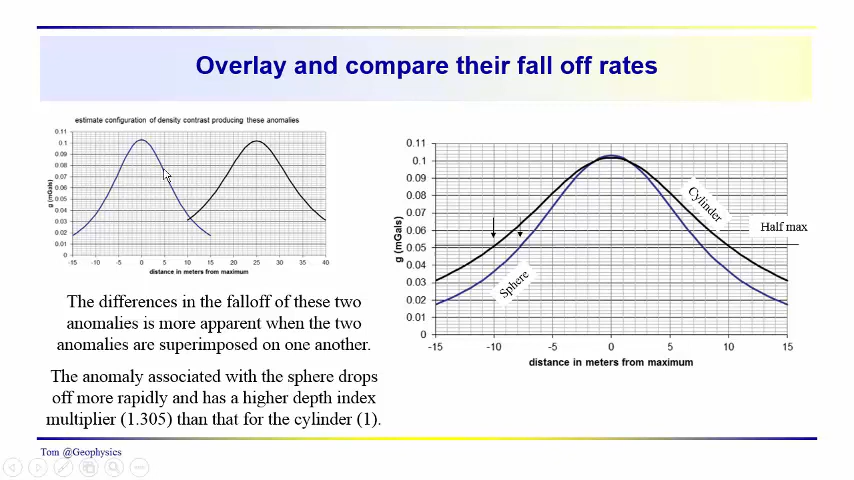 Overlay and compare their fall off rates
estimate configuration of density contrast producing these anomalies
g (mGals)
0.11
0.1
0.09
0.08
0.07
0.06
0.05
0.04
0.03
0.02
0.01
0
-15 -10 -5 0 5 10 15 20 25 30 35 40
distance in meters from maximum
The differences in the falloff of these two
anomalies is more apparent when the two
anomalies are superimposed on one another.
The anomaly associated with the sphere drops
off more rapidly and has a higher depth index
multiplier (1.305) than that for the cylinder (1).
g (mGals)
0.11
0.1
0.09
0.08
0.07
0.06
0.05
0.04
0.03
0.02
0.01
0
Cylinder
Half max
Sphere
-15 -10 -5 0 5 10 15
distance in meters from maximum
Tom @Geophysics